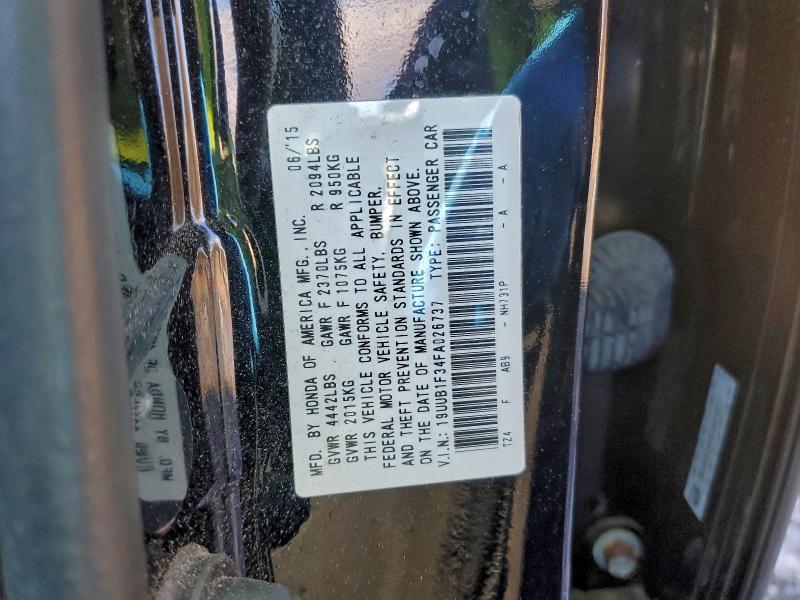 MFD. BY HONDA OF AMERICA MFG., INC. 06/'15
GVWR 4442LBS GAWR F 2370LBS R 2094LBS
GVWR 2015KG GAWR F 1075KG R 950KG
THIS VEHICLE CONFORMS TO ALL APPLICABLE
FEDERAL MOTOR VEHICLE SAFETY, BUMPER,
AND THEFT PREVENTION STANDARDS IN EFFECT
ON THE DATE OF MANUFACTURE SHOWN ABOVE.
V.I.N.: 19UUB1F34FA026737 TYPE: PASSENGER CAR
TZ4 F AB9 - NH731P - A - A